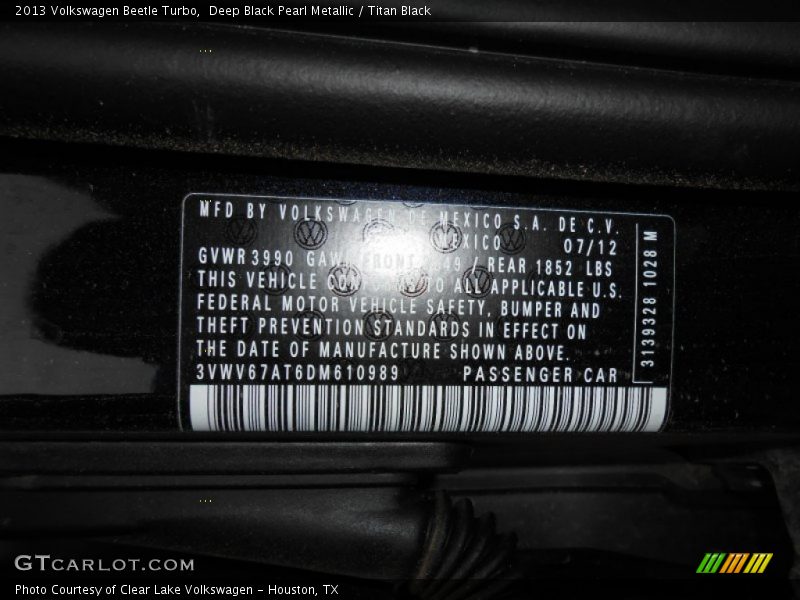 2013 Volkswagen Beetle Turbo, Deep Black Pearl Metallic / Titan Black
MFD BY VOLKSWAGEN DE MEXICO S.A. DE C.V.
MEXICO 07/12
GVWR 3990 GAWR FRONT / REAR 1852 LBS
THIS VEHICLE TO ALL APPLICABLE U.S.
FEDERAL MOTOR VEHICLE SAFETY, BUMPER AND
THEFT PREVENTION STANDARDS IN EFFECT ON
THE DATE OF MANUFACTURE SHOWN ABOVE.
3VWV67AT6DM610989 PASSENGER CAR
3139328 1028 M
GTCARLOT.COM
Photo Courtesy of Clear Lake Volkswagen - Houston, TX